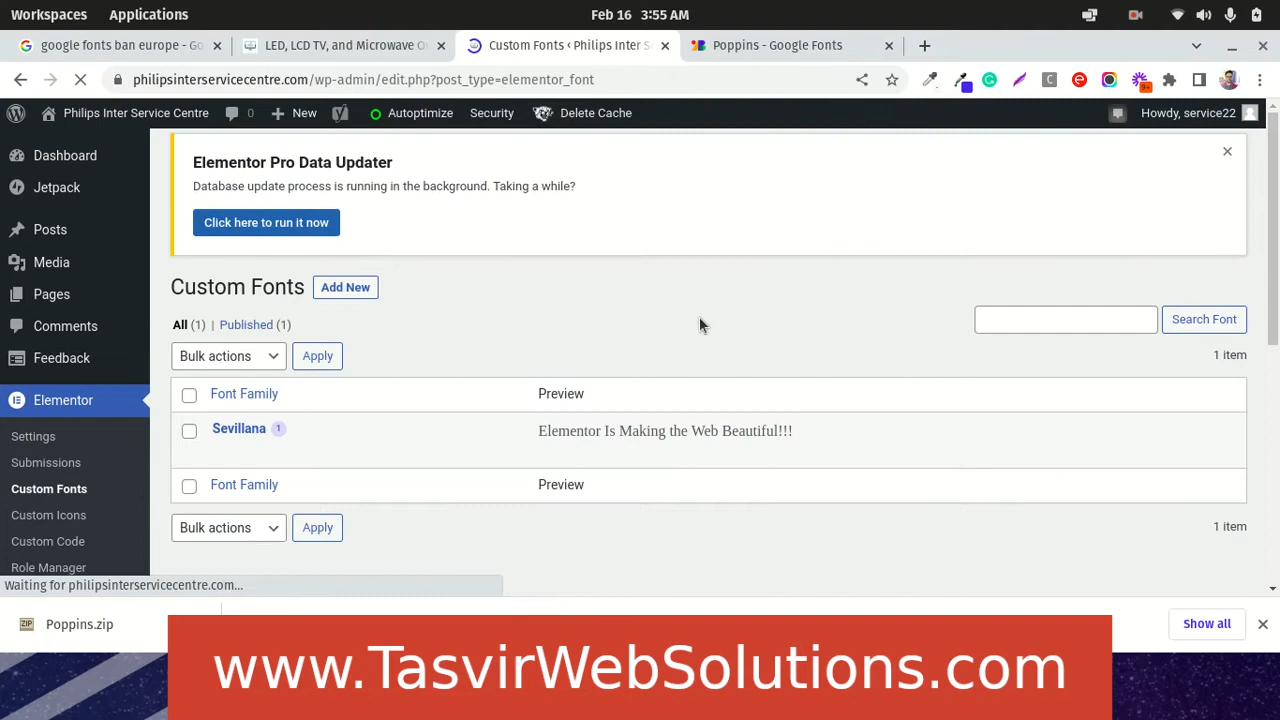 Workspaces Applications Feb 16 3:55 AM
google fonts ban europe - Go LED, LCD TV, and Microwave O Custom Fonts ‹ Philips Inter S Poppins - Google Fonts
philipsinterservicecentre.com/wp-admin/edit.php?post_type=elementor_font
9+
Philips Inter Service Centre 0 New Autoptimize Security Delete Cache Howdy, service22
Dashboard
Jetpack
Posts
Media
Pages
Comments
Feedback
Elementor
Settings
Submissions
Custom Fonts
Custom Icons
Custom Code
Role Manager
Elementor Pro Data Updater
Database update process is running in the background. Taking a while?
Click here to run it now
Custom Fonts Add New
All (1) | Published (1)
Search Font
Bulk actions Apply 1 item
Font Family Preview
Sevillana 1 Elementor Is Making the Web Beautiful!!!
Font Family Preview
Bulk actions Apply 1 item
Waiting for philipsinterservicecentre.com...
ZIP Poppins.zip Show all
www.TasvirWebSolutions.com